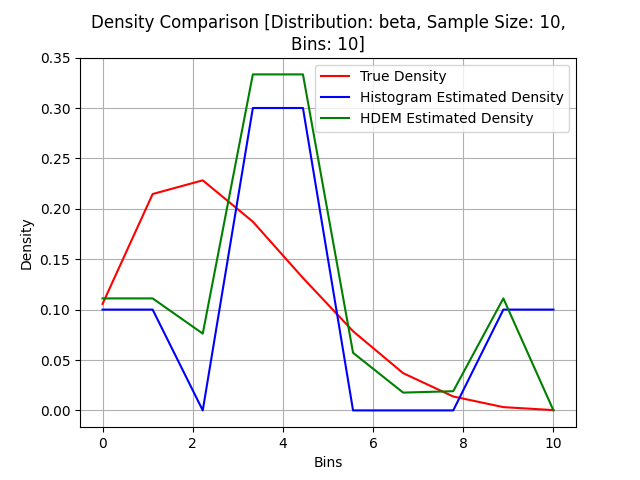 Density Comparison [Distribution: beta, Sample Size: 10,
Bins: 10]
True Density
Histogram Estimated Density
HDEM Estimated Density
Density
0.35
0.30
0.25
0.20
0.15
0.10
0.05
0.00
0 2 4 6 8 10
Bins